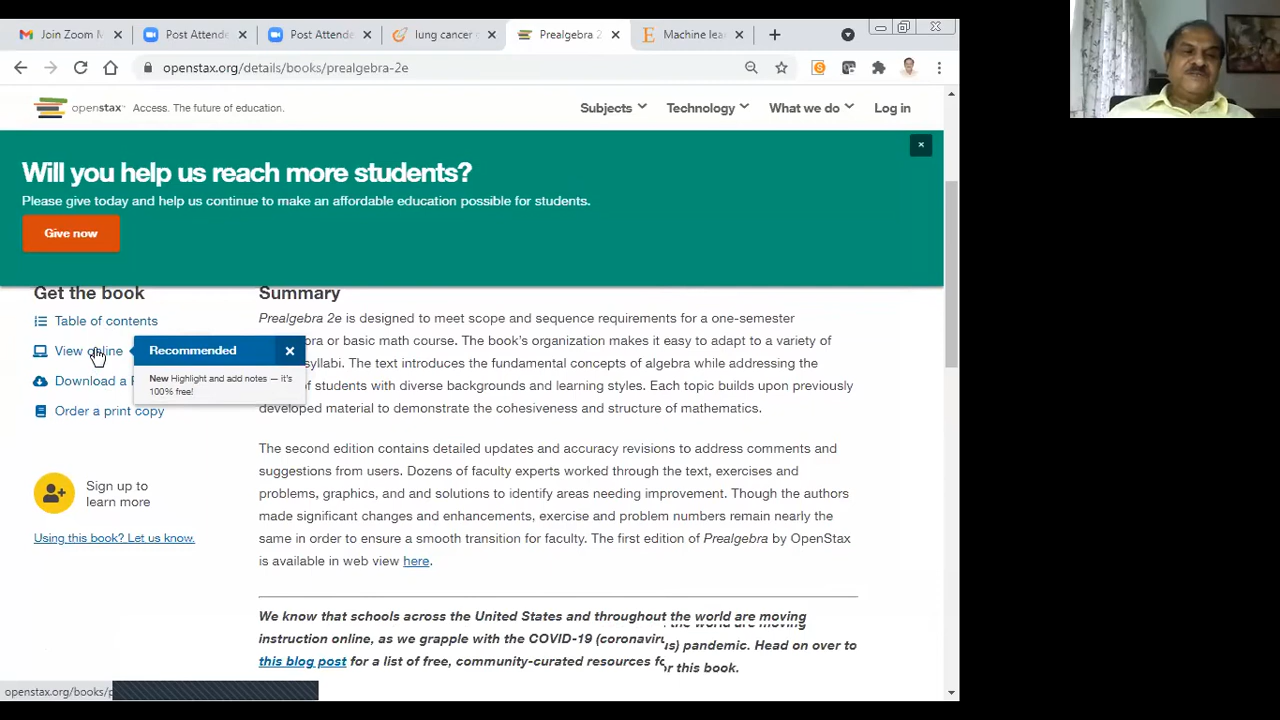 Join Zoom M
Post Attende
Post Attende
lung cancer
Prealgebra 2
Machine lea
openstax.org/details/books/prealgebra-2e
openstax
Access. The future of education.
Subjects
Technology
What we do
Log in
Will you help us reach more students?
Please give today and help us continue to make an affordable education possible for students.
Give now
Get the book
Table of contents
View online
Download a
Order a print copy
Recommended
New Highlight and add notes — it's
100% free!
Sign up to
learn more
Using this book? Let us know.
Summary
Prealgebra 2e is designed to meet scope and sequence requirements for a one-semester
or basic math course. The book's organization makes it easy to adapt to a variety of
syllabi. The text introduces the fundamental concepts of algebra while addressing the
of students with diverse backgrounds and learning styles. Each topic builds upon previously
developed material to demonstrate the cohesiveness and structure of mathematics.
The second edition contains detailed updates and accuracy revisions to address comments and
suggestions from users. Dozens of faculty experts worked through the text, exercises and
problems, graphics, and and solutions to identify areas needing improvement. Though the authors
made significant changes and enhancements, exercise and problem numbers remain nearly the
same in order to ensure a smooth transition for faculty. The first edition of Prealgebra by OpenStax
is available in web view here.
We know that schools across the United States and throughout the world are moving
instruction online, as we grapple with the COVID-19 (coronavirus) pandemic. Head on over to
this blog post for a list of free, community-curated resources for this book.
openstax.org/books/p